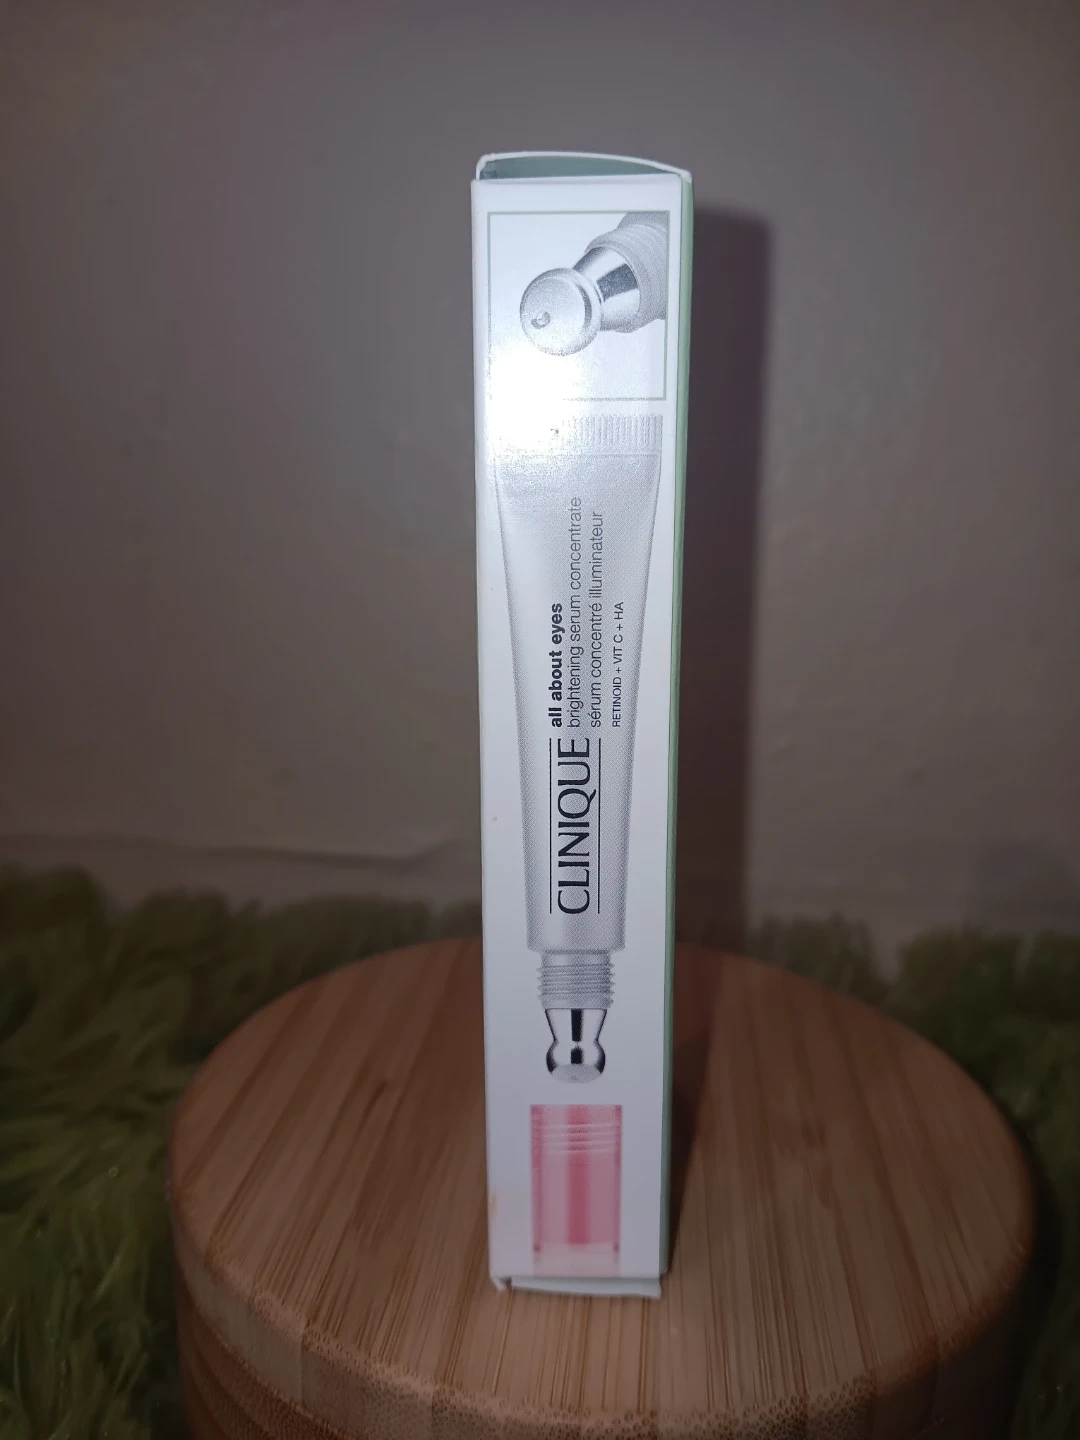 CLINIQUE
all about eyes
brightening serum concentrate
sérum concentré illuminateur
RETINOID + VIT C + HA